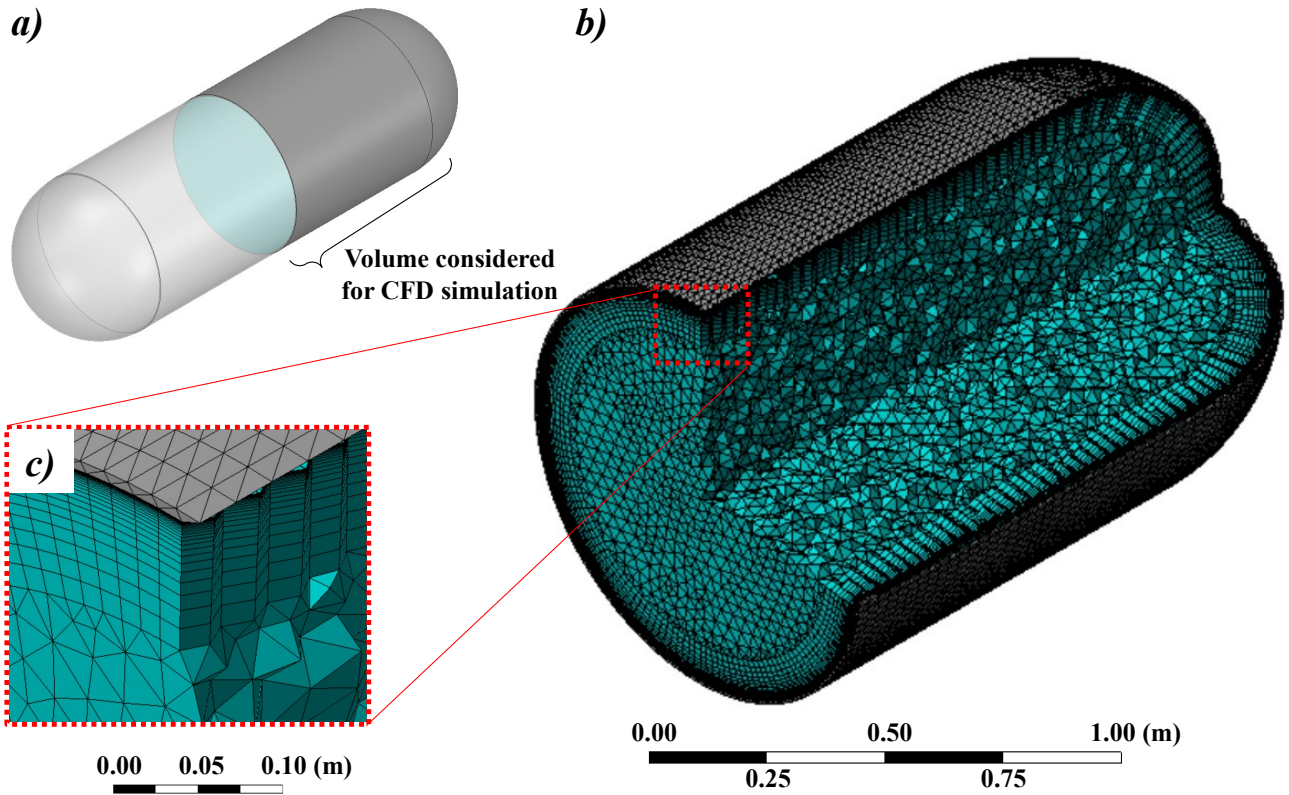 a)
b)
Volume considered
for CFD simulation
c)
0.00 0.05 0.10 (m)
0.00 0.50 1.00 (m)
0.25 0.75